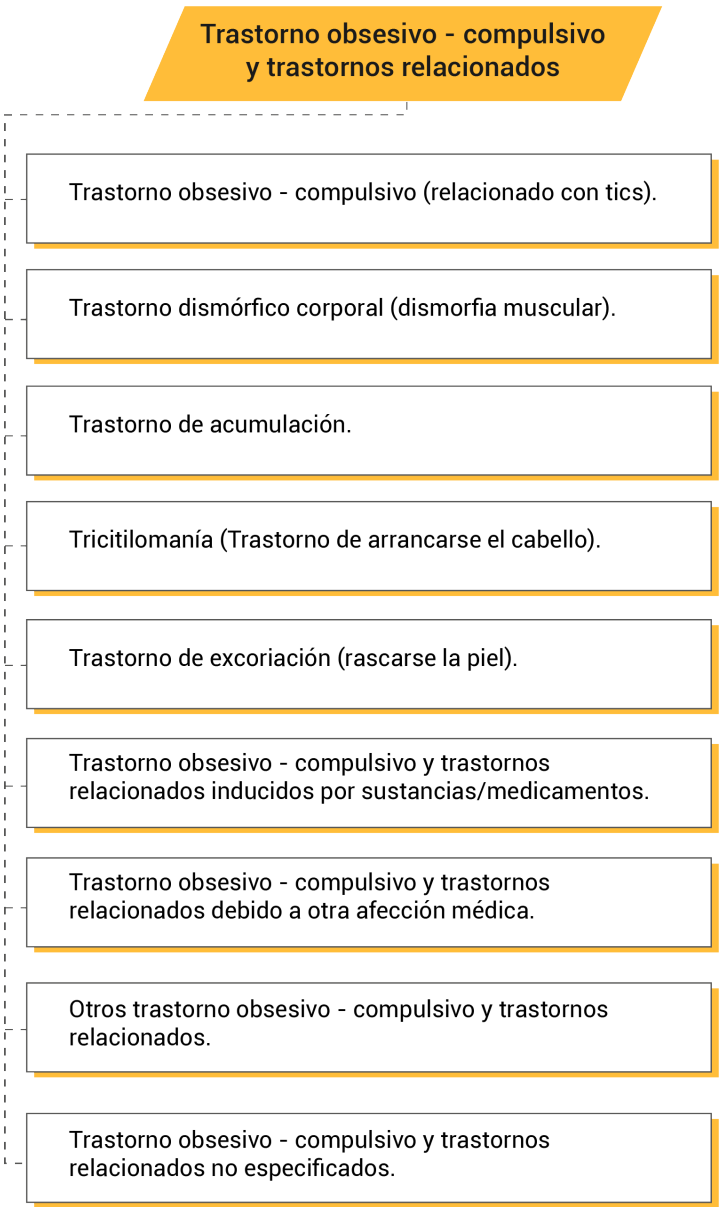 Trastorno obsesivo - compulsivo
y trastornos relacionados
Trastorno obsesivo - compulsivo (relacionado con tics).
Trastorno dismórfico corporal (dismorfia muscular).
Trastorno de acumulación.
Tricitilomanía (Trastorno de arrancarse el cabello).
Trastorno de excoriación (rascarse la piel).
Trastorno obsesivo - compulsivo y trastornos
relacionados inducidos por sustancias/medicamentos.
Trastorno obsesivo - compulsivo y trastornos
relacionados debido a otra afección médica.
Otros trastorno obsesivo - compulsivo y trastornos
relacionados.
Trastorno obsesivo - compulsivo y trastornos
relacionados no especificados.